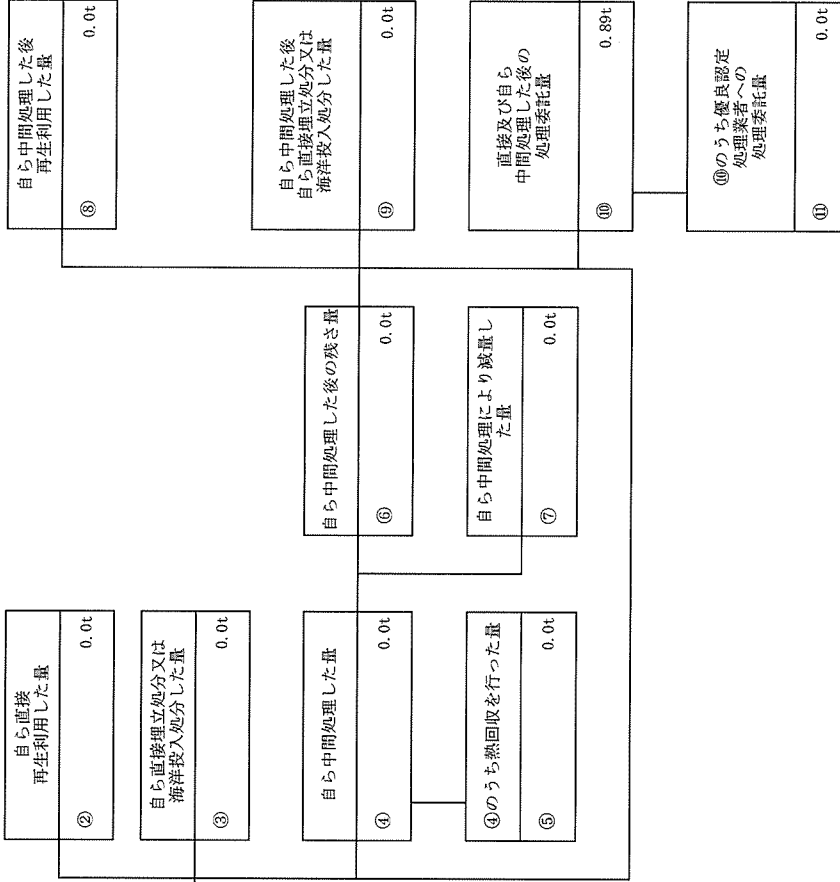 自ら直接
再生利用した量
② 0.0t
自ら直接埋立処分又は
海洋投入処分した量
③ 0.0t
自ら中間処理した量
④ 0.0t
④のうち熱回収を行った量
⑤ 0.0t
自ら中間処理した後の残さ量
⑥ 0.0t
自ら中間処理により減量し
た量
⑦ 0.0t
自ら中間処理した後
再生利用した量
⑧ 0.0t
自ら中間処理した後
自ら直接埋立処分又は
海洋投入処分した量
⑨ 0.0t
直接及び自ら
中間処理した後の
処理委託量
⑩ 0.89t
⑩のうち優良認定
処理業者への
処理委託量
⑪ 0.0t